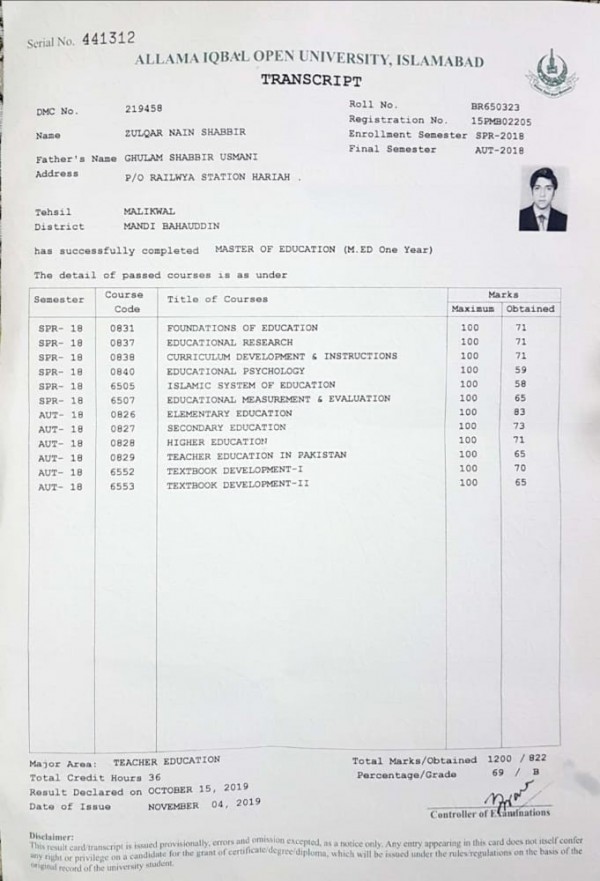 Serial No. 441312
ALLAMA IQBAL OPEN UNIVERSITY, ISLAMABAD
TRANSCRIPT
DMC No. 219458 Roll No. BR650323
Registration No. 15PMB02205
Name ZULQAR NAIN SHABBIR Enrollment Semester SPR-2018
Final Semester AUT-2018
Father's Name GHULAM SHABBIR USMANI
Address P/O RAILWYA STATION HARIAH .
Tehsil MALIKWAL
District MANDI BAHAUDDIN
has successfully completed MASTER OF EDUCATION (M.ED One Year)
The detail of passed courses is as under
Semester Course Code Title of Courses Marks
Maximum Obtained
SPR- 18 0831 FOUNDATIONS OF EDUCATION 100 71
SPR- 18 0837 EDUCATIONAL RESEARCH 100 71
SPR- 18 0838 CURRICULUM DEVELOPMENT & INSTRUCTIONS 100 71
SPR- 18 0840 EDUCATIONAL PSYCHOLOGY 100 59
SPR- 18 6505 ISLAMIC SYSTEM OF EDUCATION 100 58
SPR- 18 6507 EDUCATIONAL MEASUREMENT & EVALUATION 100 65
AUT- 18 0826 ELEMENTARY EDUCATION 100 83
AUT- 18 0827 SECONDARY EDUCATION 100 73
AUT- 18 0828 HIGHER EDUCATION 100 71
AUT- 18 0829 TEACHER EDUCATION IN PAKISTAN 100 65
AUT- 18 6552 TEXTBOOK DEVELOPMENT-I 100 70
AUT- 18 6553 TEXTBOOK DEVELOPMENT-II 100 65
Major Area: TEACHER EDUCATION Total Marks/Obtained 1200 / 822
Total Credit Hours 36 Percentage/Grade 69 / B
Result Declared on OCTOBER 15, 2019
Date of Issue NOVEMBER 04, 2019
Controller of Examinations
Disclaimer:
This result card/transcript is issued provisionally, errors and omission excepted, as a notice only. Any entry appearing in this card does not itself confer
any right or privilege on a candidate for the grant of certificate/degree/diploma, which will be issued under the rules/regulations on the basis of the
original record of the university student.